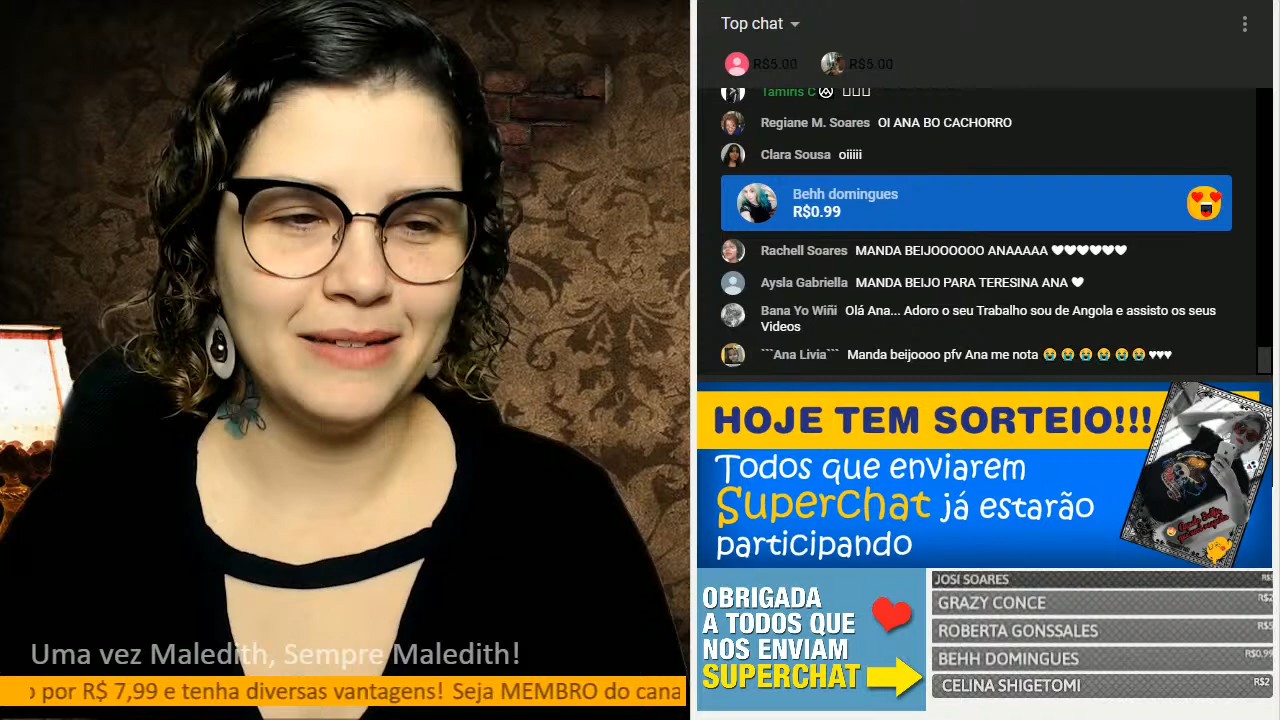 Top chat
R$5.00 R$5.00
Tamiris C
Regiane M. Soares OI ANA BO CACHORRO
Clara Sousa oiiiii
Behh domingues
R$0.99
Rachell Soares MANDA BEIJOOOOOO ANAAAAA 🤍🤍🤍🤍🤍🤍
Aysla Gabriella MANDA BEIJO PARA TERESINA ANA 🤍
Bana Yo Wiñi Olá Ana... Adoro o seu Trabalho sou de Angola e assisto os seus
Videos
```Ana Livia``` Manda beijoooo pfv Ana me nota 😭😭😭😭😭😭♥♥♥
HOJE TEM SORTEIO!!!
Todos que enviarem
Superchat já estarão
participando
OBRIGADA
A TODOS QUE
NOS ENVIAM
SUPERCHAT
JOSI SOARES
GRAZY CONCE
ROBERTA GONSSALES
BEHH DOMINGUES R$0.99
CELINA SHIGETOMI R$2
Uma vez Maledith, Sempre Maledith!
o por R$ 7,99 e tenha diversas vantagens! Seja MEMBRO do cana